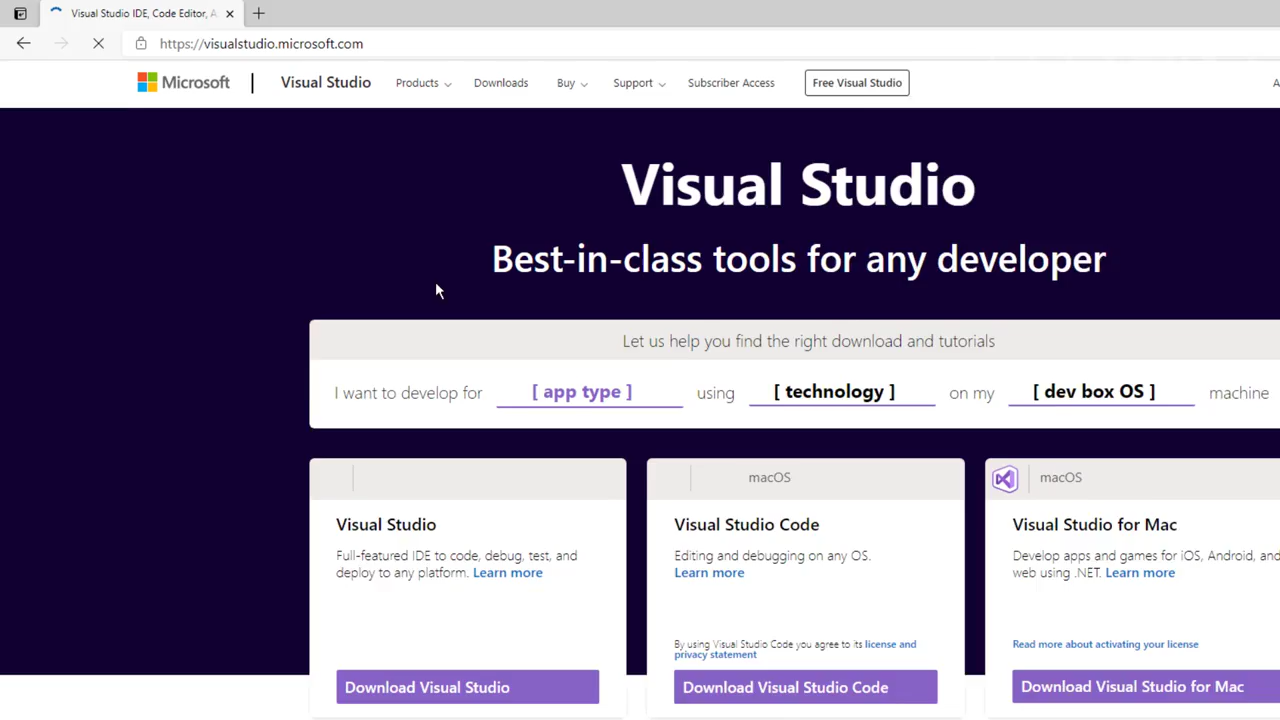 Visual Studio IDE, Code Editor, A
https://visualstudio.microsoft.com
Microsoft Visual Studio Products Downloads Buy Support Subscriber Access Free Visual Studio A
Visual Studio
Best-in-class tools for any developer
Let us help you find the right download and tutorials
I want to develop for [ app type ] using [ technology ] on my [ dev box OS ] machine
macOS
macOS
Visual Studio
Full-featured IDE to code, debug, test, and
deploy to any platform. Learn more
Download Visual Studio
Visual Studio Code
Editing and debugging on any OS.
Learn more
By using Visual Studio Code you agree to its license and
privacy statement
Download Visual Studio Code
Visual Studio for Mac
Develop apps and games for iOS, Android, and
web using .NET. Learn more
Read more about activating your license
Download Visual Studio for Mac